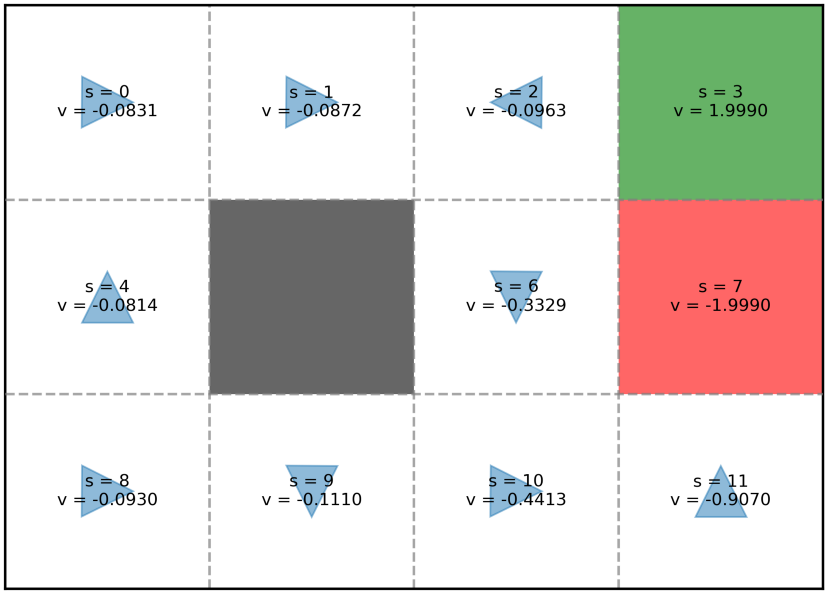 s = 0
v = -0.0831
s = 1
v = -0.0872
s = 2
v = -0.0963
s = 3
v = 1.9990
s = 4
v = -0.0814
s = 6
v = -0.3329
s = 7
v = -1.9990
s = 8
v = -0.0930
s = 9
v = -0.1110
s = 10
v = -0.4413
s = 11
v = -0.9070